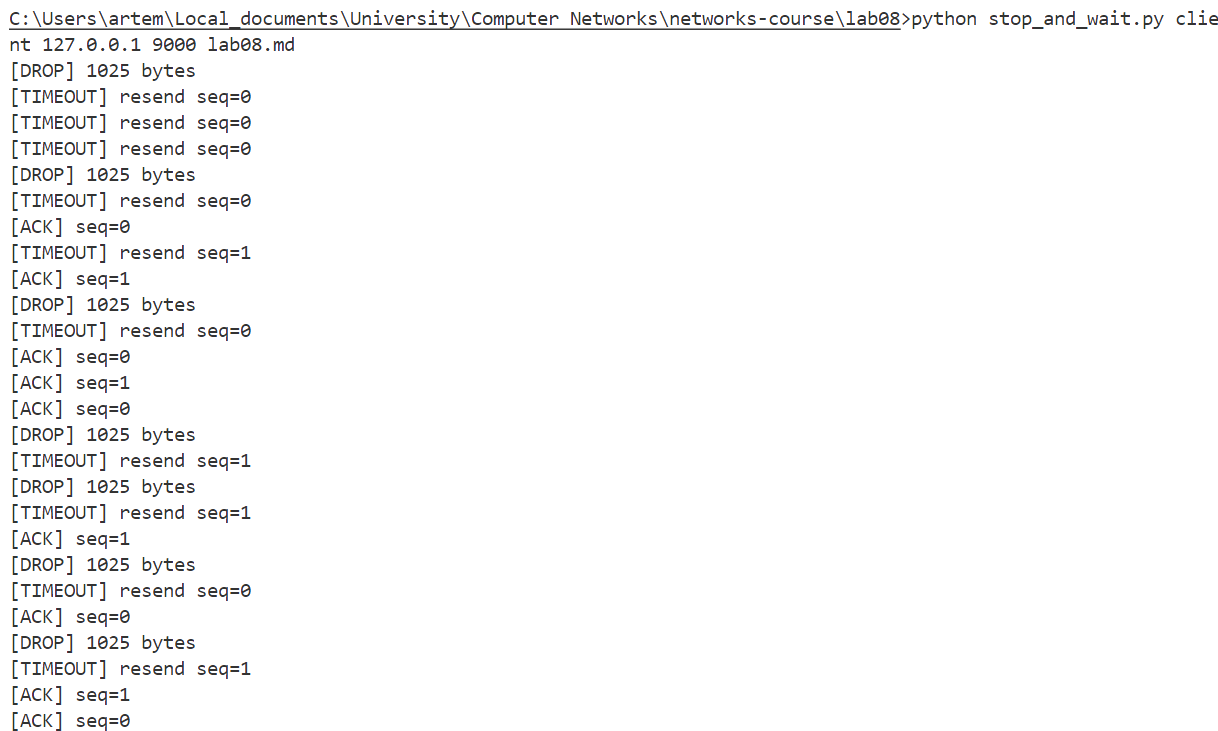 C:\Users\artem\Local_documents\University\Computer Networks\networks-course\lab08>python stop_and_wait.py clie
nt 127.0.0.1 9000 lab08.md
[DROP] 1025 bytes
[TIMEOUT] resend seq=0
[TIMEOUT] resend seq=0
[TIMEOUT] resend seq=0
[DROP] 1025 bytes
[TIMEOUT] resend seq=0
[ACK] seq=0
[TIMEOUT] resend seq=1
[ACK] seq=1
[DROP] 1025 bytes
[TIMEOUT] resend seq=0
[ACK] seq=0
[ACK] seq=1
[ACK] seq=0
[DROP] 1025 bytes
[TIMEOUT] resend seq=1
[DROP] 1025 bytes
[TIMEOUT] resend seq=1
[ACK] seq=1
[DROP] 1025 bytes
[TIMEOUT] resend seq=0
[ACK] seq=0
[DROP] 1025 bytes
[TIMEOUT] resend seq=1
[ACK] seq=1
[ACK] seq=0